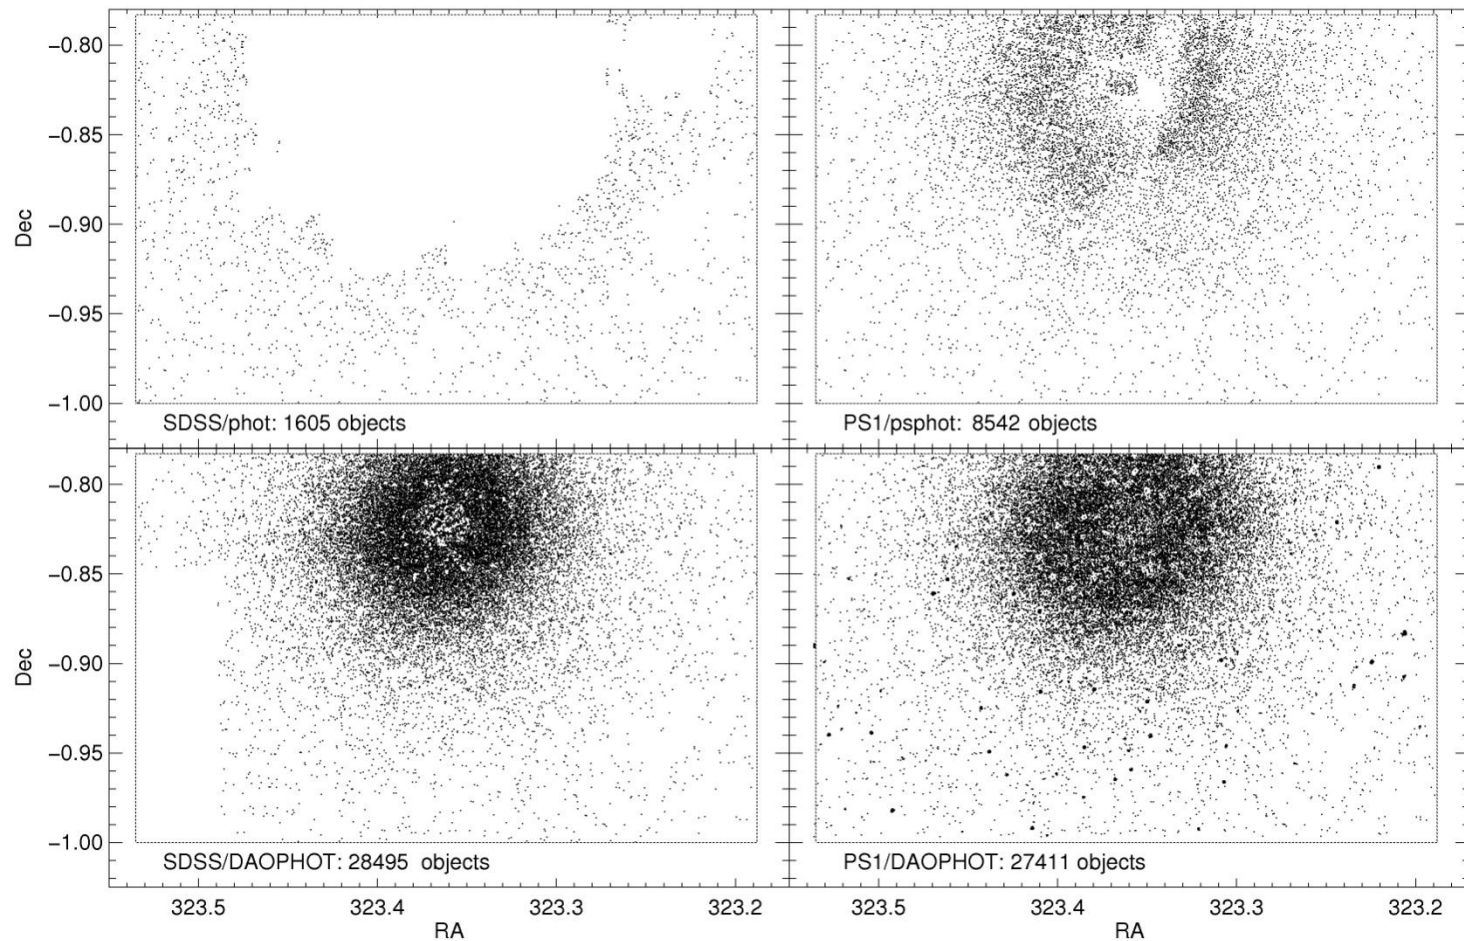 −0.80
−0.85
−0.90
−0.95
−1.00
Dec
SDSS/phot: 1605 objects
PS1/psphot: 8542 objects
−0.80
−0.85
−0.90
−0.95
−1.00
Dec
SDSS/DAOPHOT: 28495 objects
PS1/DAOPHOT: 27411 objects
323.5 323.4 323.3 323.2
323.5 323.4 323.3 323.2
RA
RA